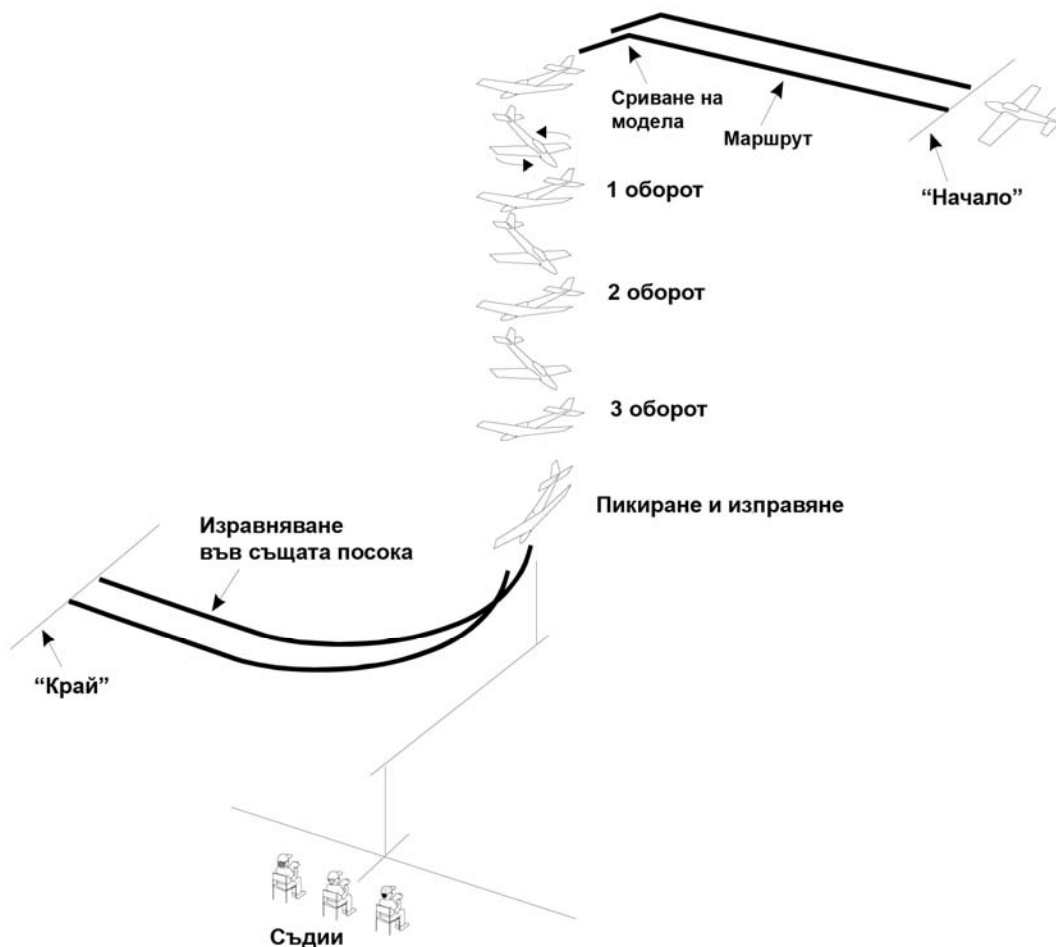 Сриване на
модела
Маршрут
“Начало”
1 оборот
2 оборот
3 оборот
Пикиране и изправяне
Изравняване
във същата посока
“Край”
Съдии